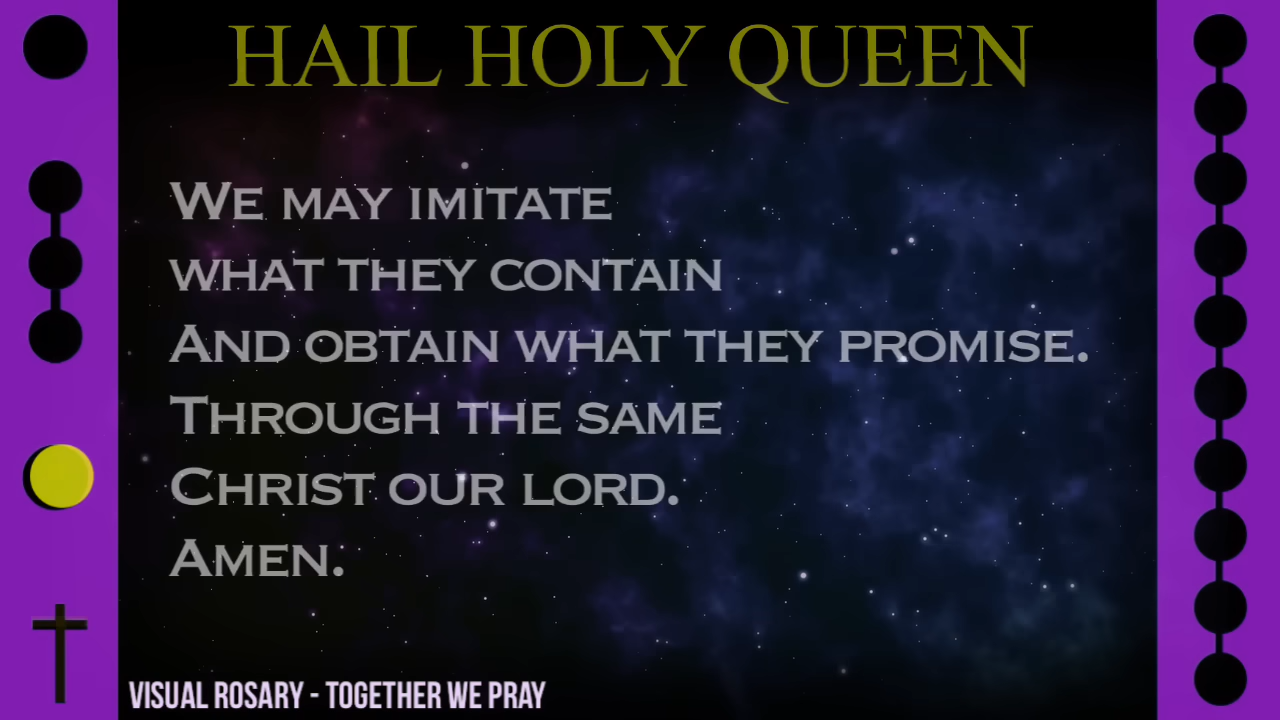 HAIL HOLY QUEEN
WE MAY IMITATE
WHAT THEY CONTAIN
AND OBTAIN WHAT THEY PROMISE.
THROUGH THE SAME
CHRIST OUR LORD.
AMEN.
VISUAL ROSARY - TOGETHER WE PRAY